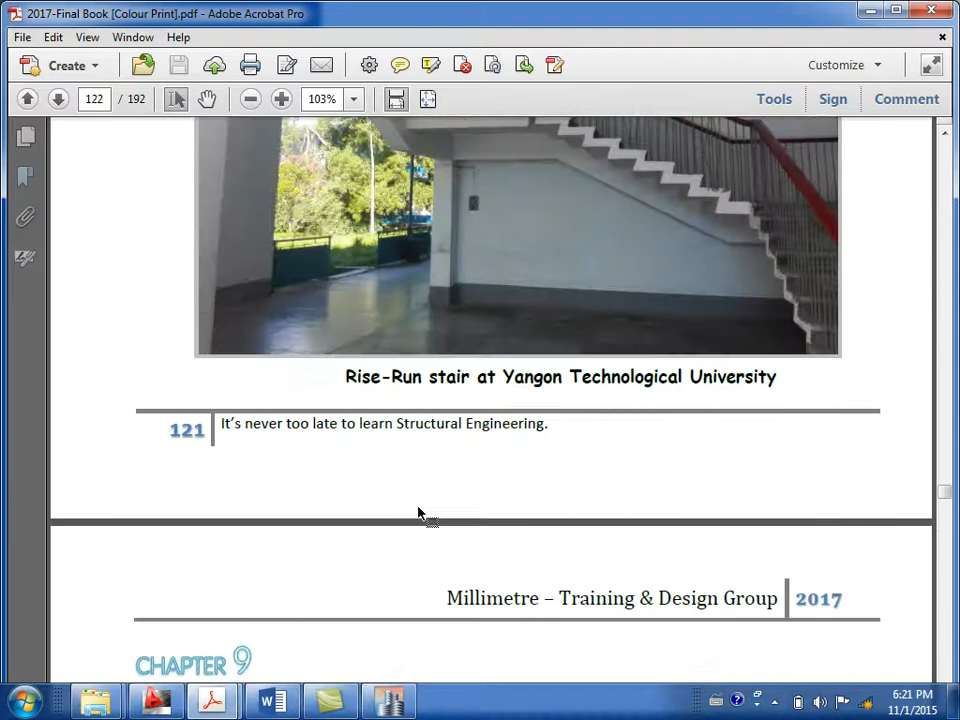 2017-Final Book [Colour Print].pdf - Adobe Acrobat Pro
File Edit View Window Help
Create
Customize
122 / 192
103%
Tools Sign Comment
Rise-Run stair at Yangon Technological University
121 It's never too late to learn Structural Engineering.
Millimetre – Training & Design Group 2017
CHAPTER 9
6:21 PM
11/1/2015